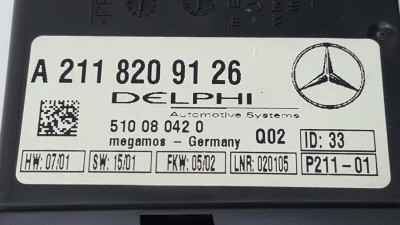 A 211 820 91 26
DELPHI
Automotive Systems
510 08 042 0
megamos - Germany
Q02
ID: 33
HW: 07/01
SW: 15/01
FKW: 05/02
LNR: 020105
P211-01